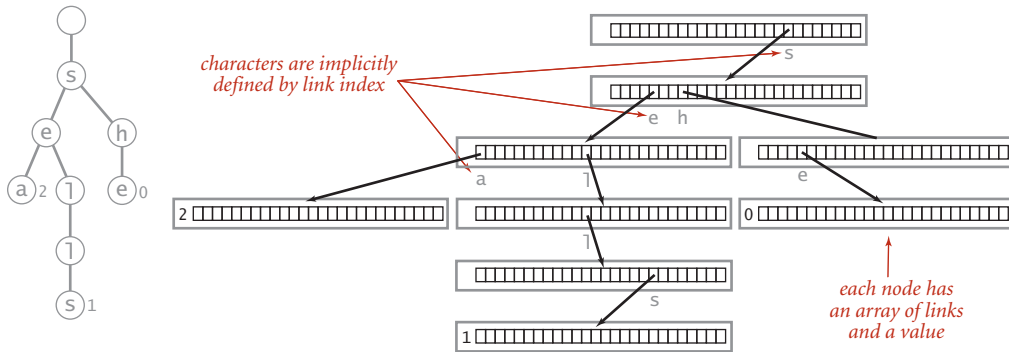 s
e
h
a 2
l
e 0
l
s 1
characters are implicitly
defined by link index
s
e h
a
l
e
2
0
l
s
1
each node has
an array of links
and a value